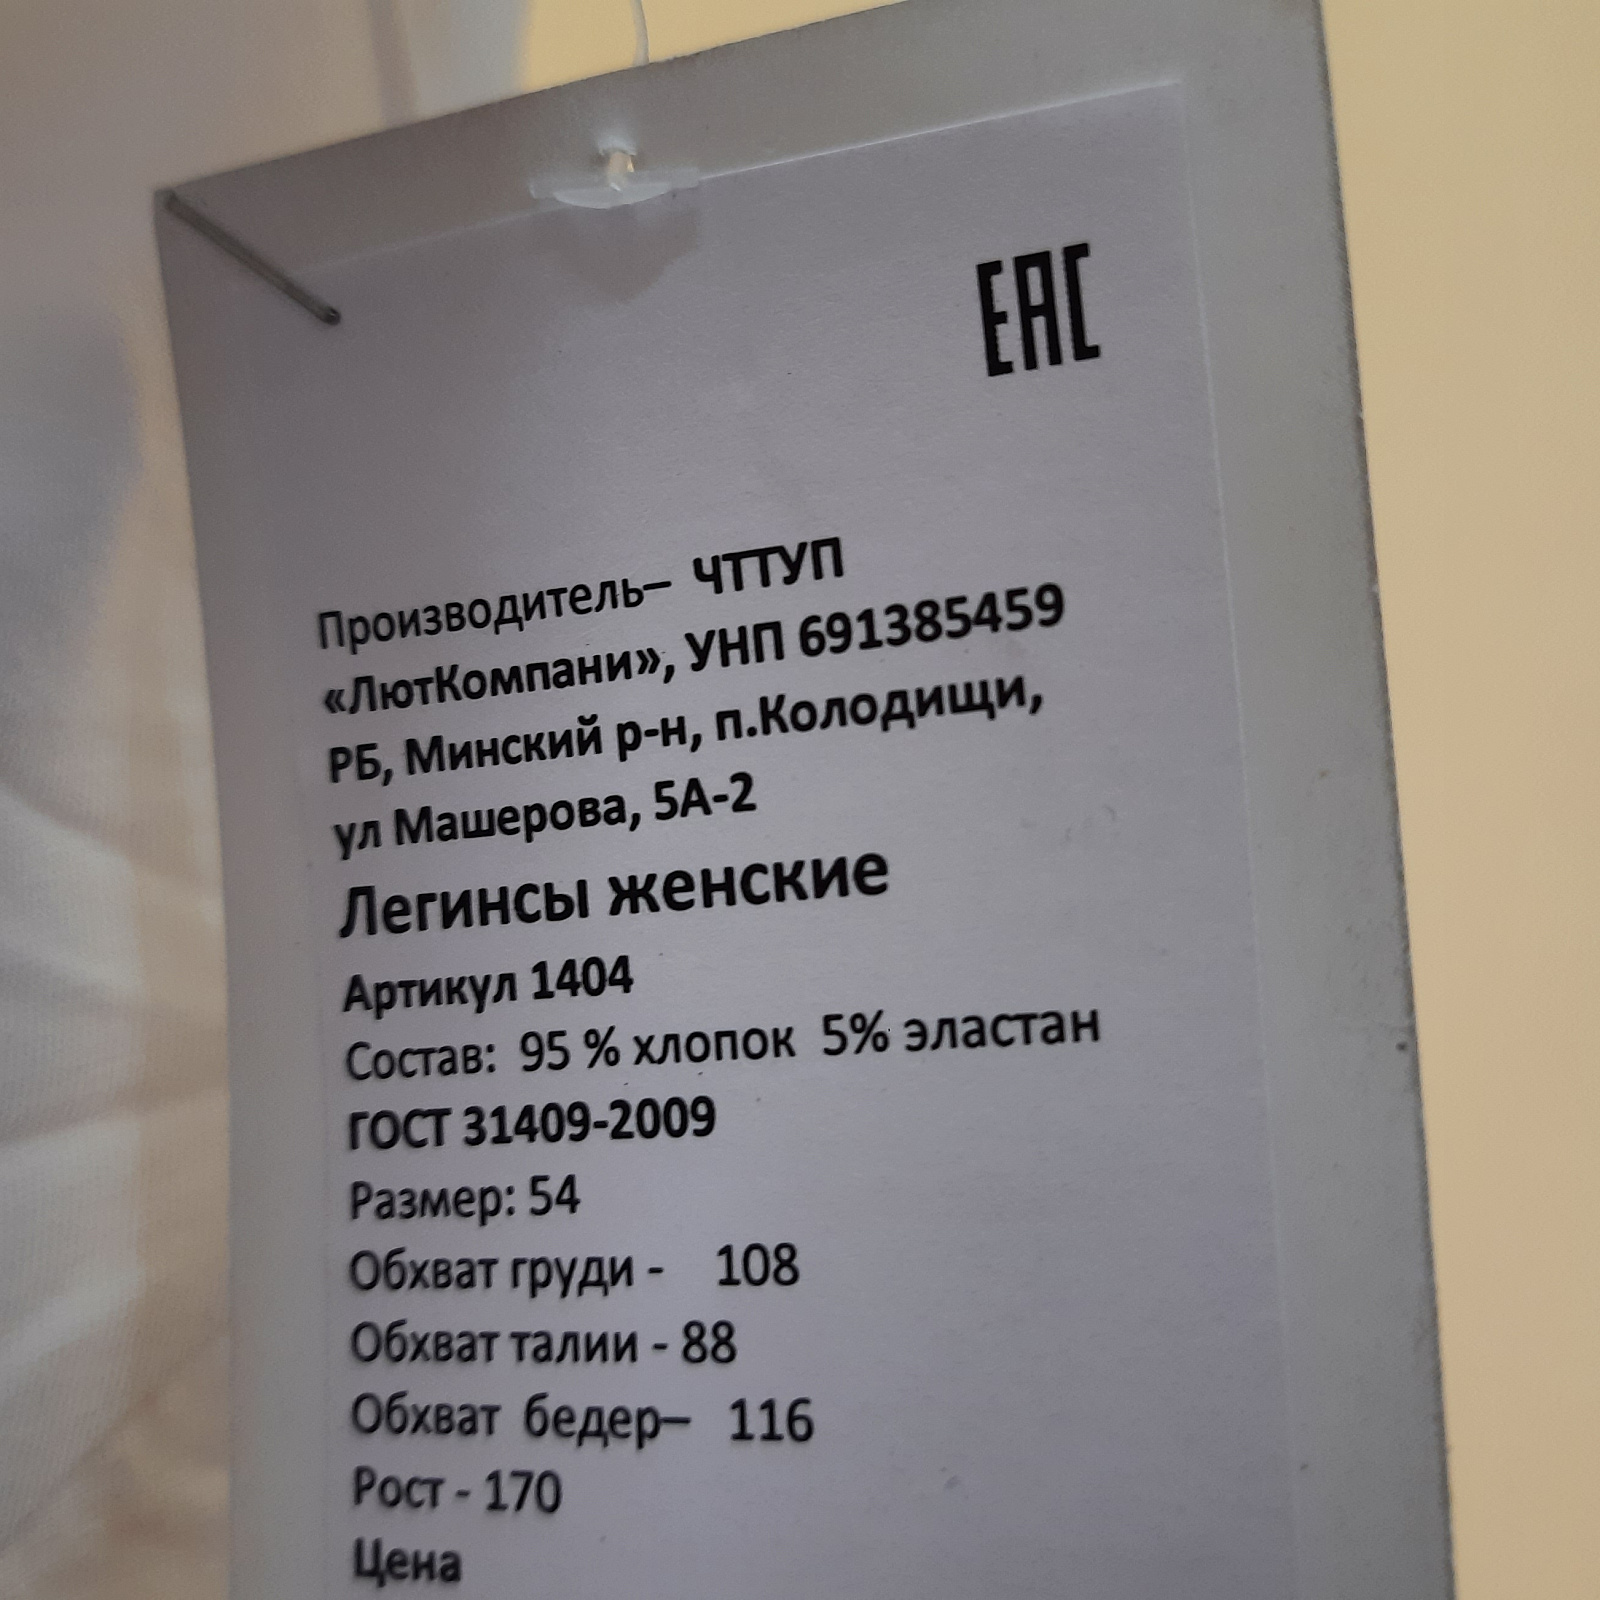 ЕАС
Производитель– ЧТТУП
«ЛютКомпани», УНП 691385459
РБ, Минский р-н, п.Колодищи,
ул Машерова, 5А-2
Легинсы женские
Артикул 1404
Состав: 95 % хлопок 5% эластан
ГОСТ 31409-2009
Размер: 54
Обхват груди - 108
Обхват талии - 88
Обхват бедер– 116
Рост - 170
Цена